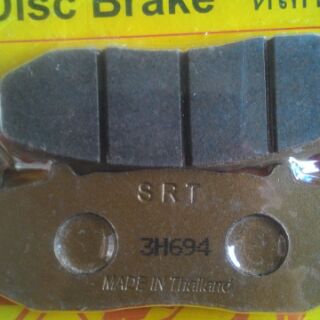 Disc Brake
SRT
3H694
MADE IN Thailand